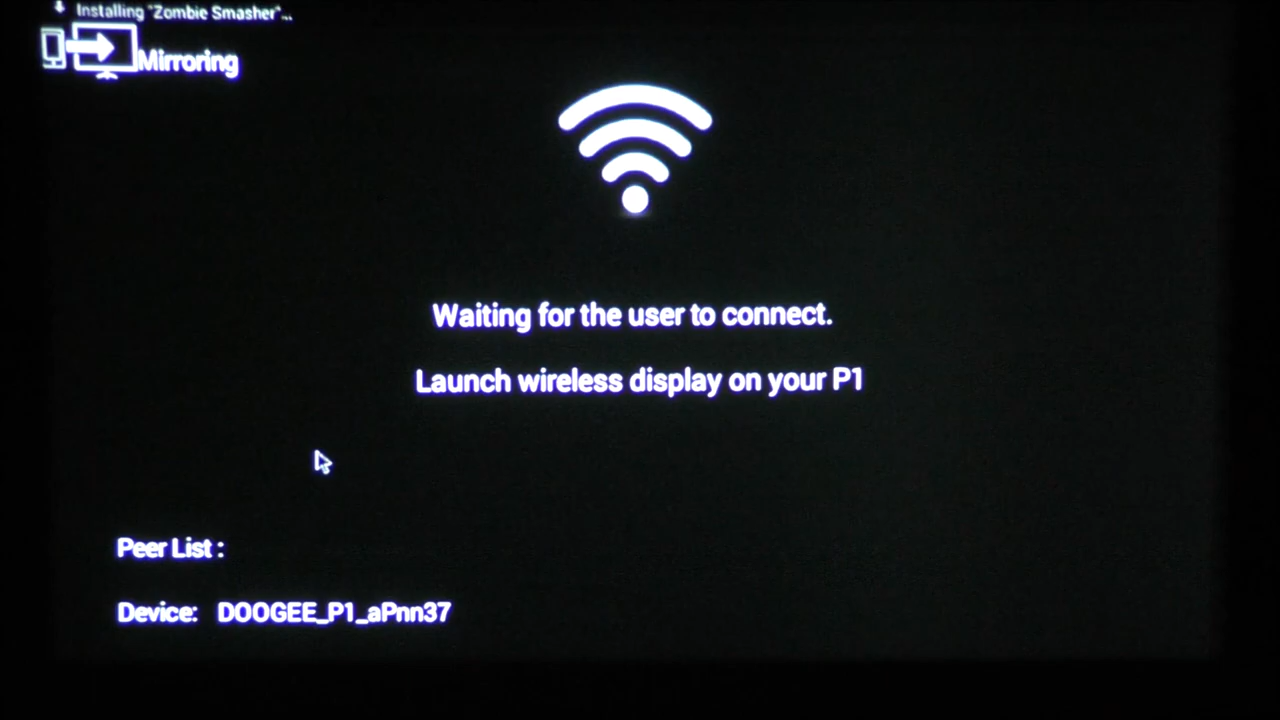 Installing "Zombie Smasher"...
Mirroring
Waiting for the user to connect.
Launch wireless display on your P1
Peer List :
Device: DOOGEE_P1_aPnn37